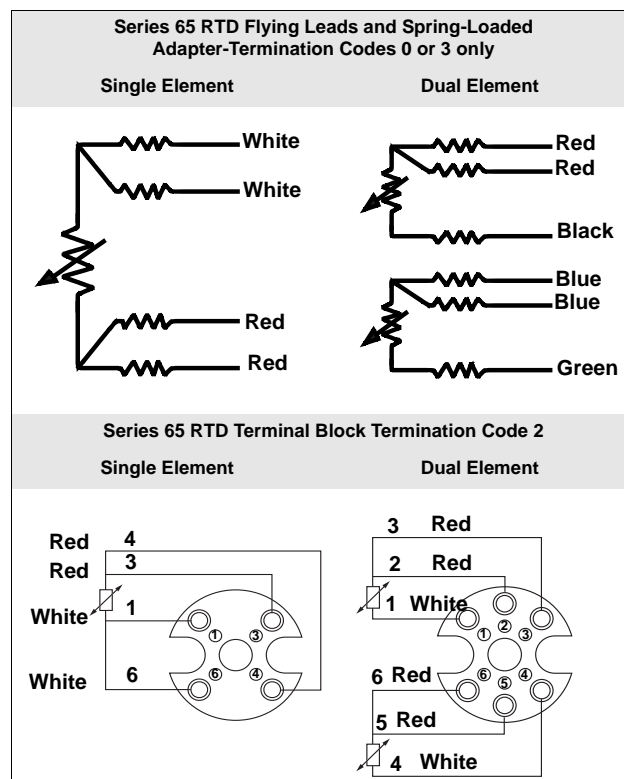 Series 65 RTD Flying Leads and Spring-Loaded
Adapter-Termination Codes 0 or 3 only
Single Element
Dual Element
White
White
Red
Red
Red
Red
Black
Blue
Blue
Green
Series 65 RTD Terminal Block Termination Code 2
Single Element
Dual Element
Red 4
Red 3
White 1
White 6
1 3
6 4
3 Red
2 Red
1 White
2
1 3
6 4
5
6 Red
5 Red
4 White